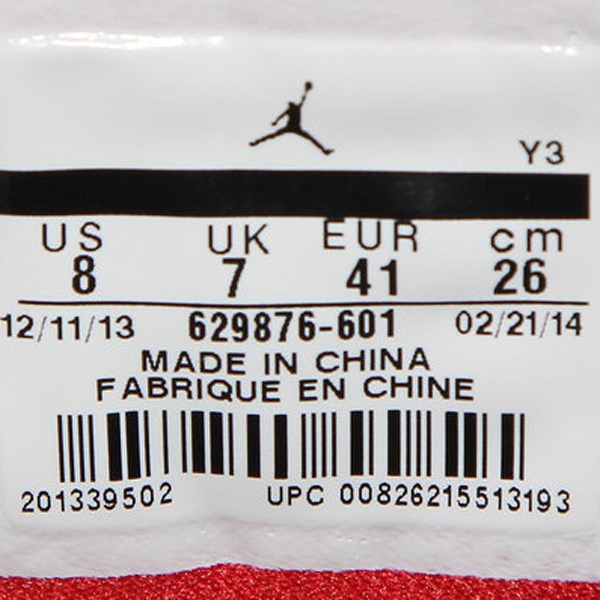 Y3
US UK EUR cm
8 7 41 26
12/11/13 629876-601 02/21/14
MADE IN CHINA
FABRIQUE EN CHINE
201339502 UPC 00826215513193